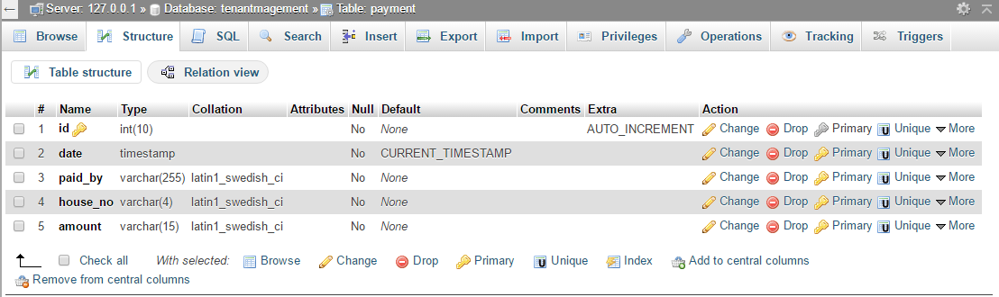 Server: 127.0.0.1 » Database: tenantmagement » Table: payment
Browse Structure SQL Search Insert Export Import Privileges Operations Tracking Triggers
Table structure Relation view
# Name Type Collation Attributes Null Default Comments Extra Action
1 id int(10) No None AUTO_INCREMENT Change Drop Primary Unique More
2 date timestamp No CURRENT_TIMESTAMP Change Drop Primary Unique More
3 paid_by varchar(255) latin1_swedish_ci No None Change Drop Primary Unique More
4 house_no varchar(4) latin1_swedish_ci No None Change Drop Primary Unique More
5 amount varchar(15) latin1_swedish_ci No None Change Drop Primary Unique More
Check all With selected: Browse Change Drop Primary Unique Index Add to central columns
Remove from central columns